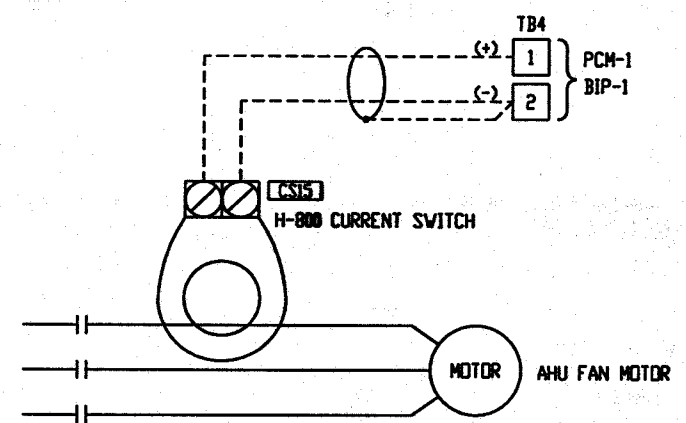 TB4
(+) 1 PCM-1
(-) 2 BIP-1
CS15
H-800 CURRENT SWITCH
MOTOR AHU FAN MOTOR